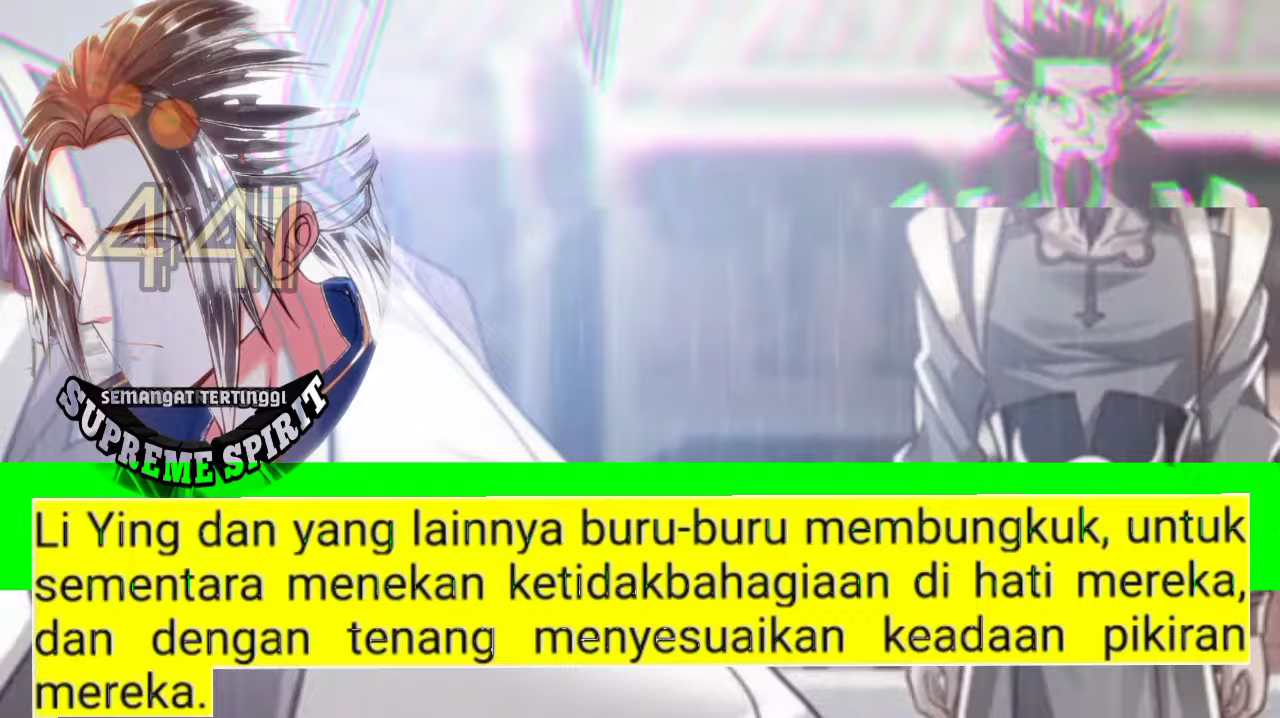 44
SEMANGAT TERTINGGI
SUPREME SPIRIT
Li Ying dan yang lainnya buru-buru membungkuk, untuk
sementara menekan ketidakbahagiaan di hati mereka,
dan dengan tenang menyesuaikan keadaan pikiran
mereka.